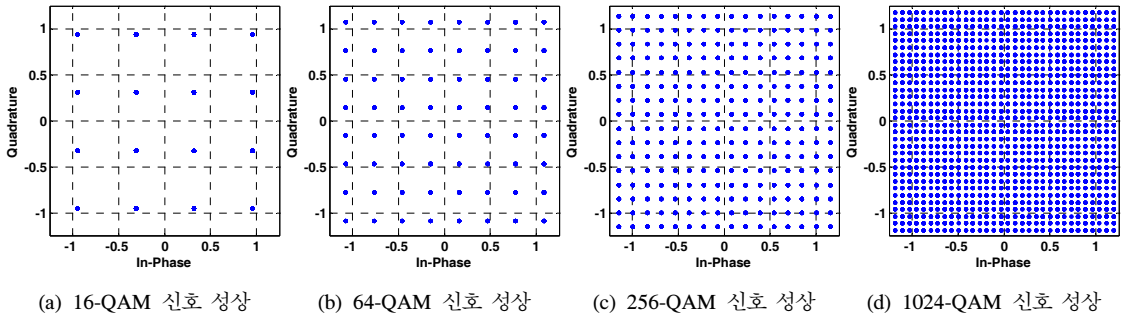 Quadrature
1
0.5
0
-0.5
-1
-1 -0.5 0 0.5 1
In-Phase
(a) 16-QAM 신호 성상
Quadrature
1
0.5
0
-0.5
-1
-1 -0.5 0 0.5 1
In-Phase
(b) 64-QAM 신호 성상
Quadrature
1
0.5
0
-0.5
-1
-1 -0.5 0 0.5 1
In-Phase
(c) 256-QAM 신호 성상
Quadrature
1
0.5
0
-0.5
-1
-1 -0.5 0 0.5 1
In-Phase
(d) 1024-QAM 신호 성상